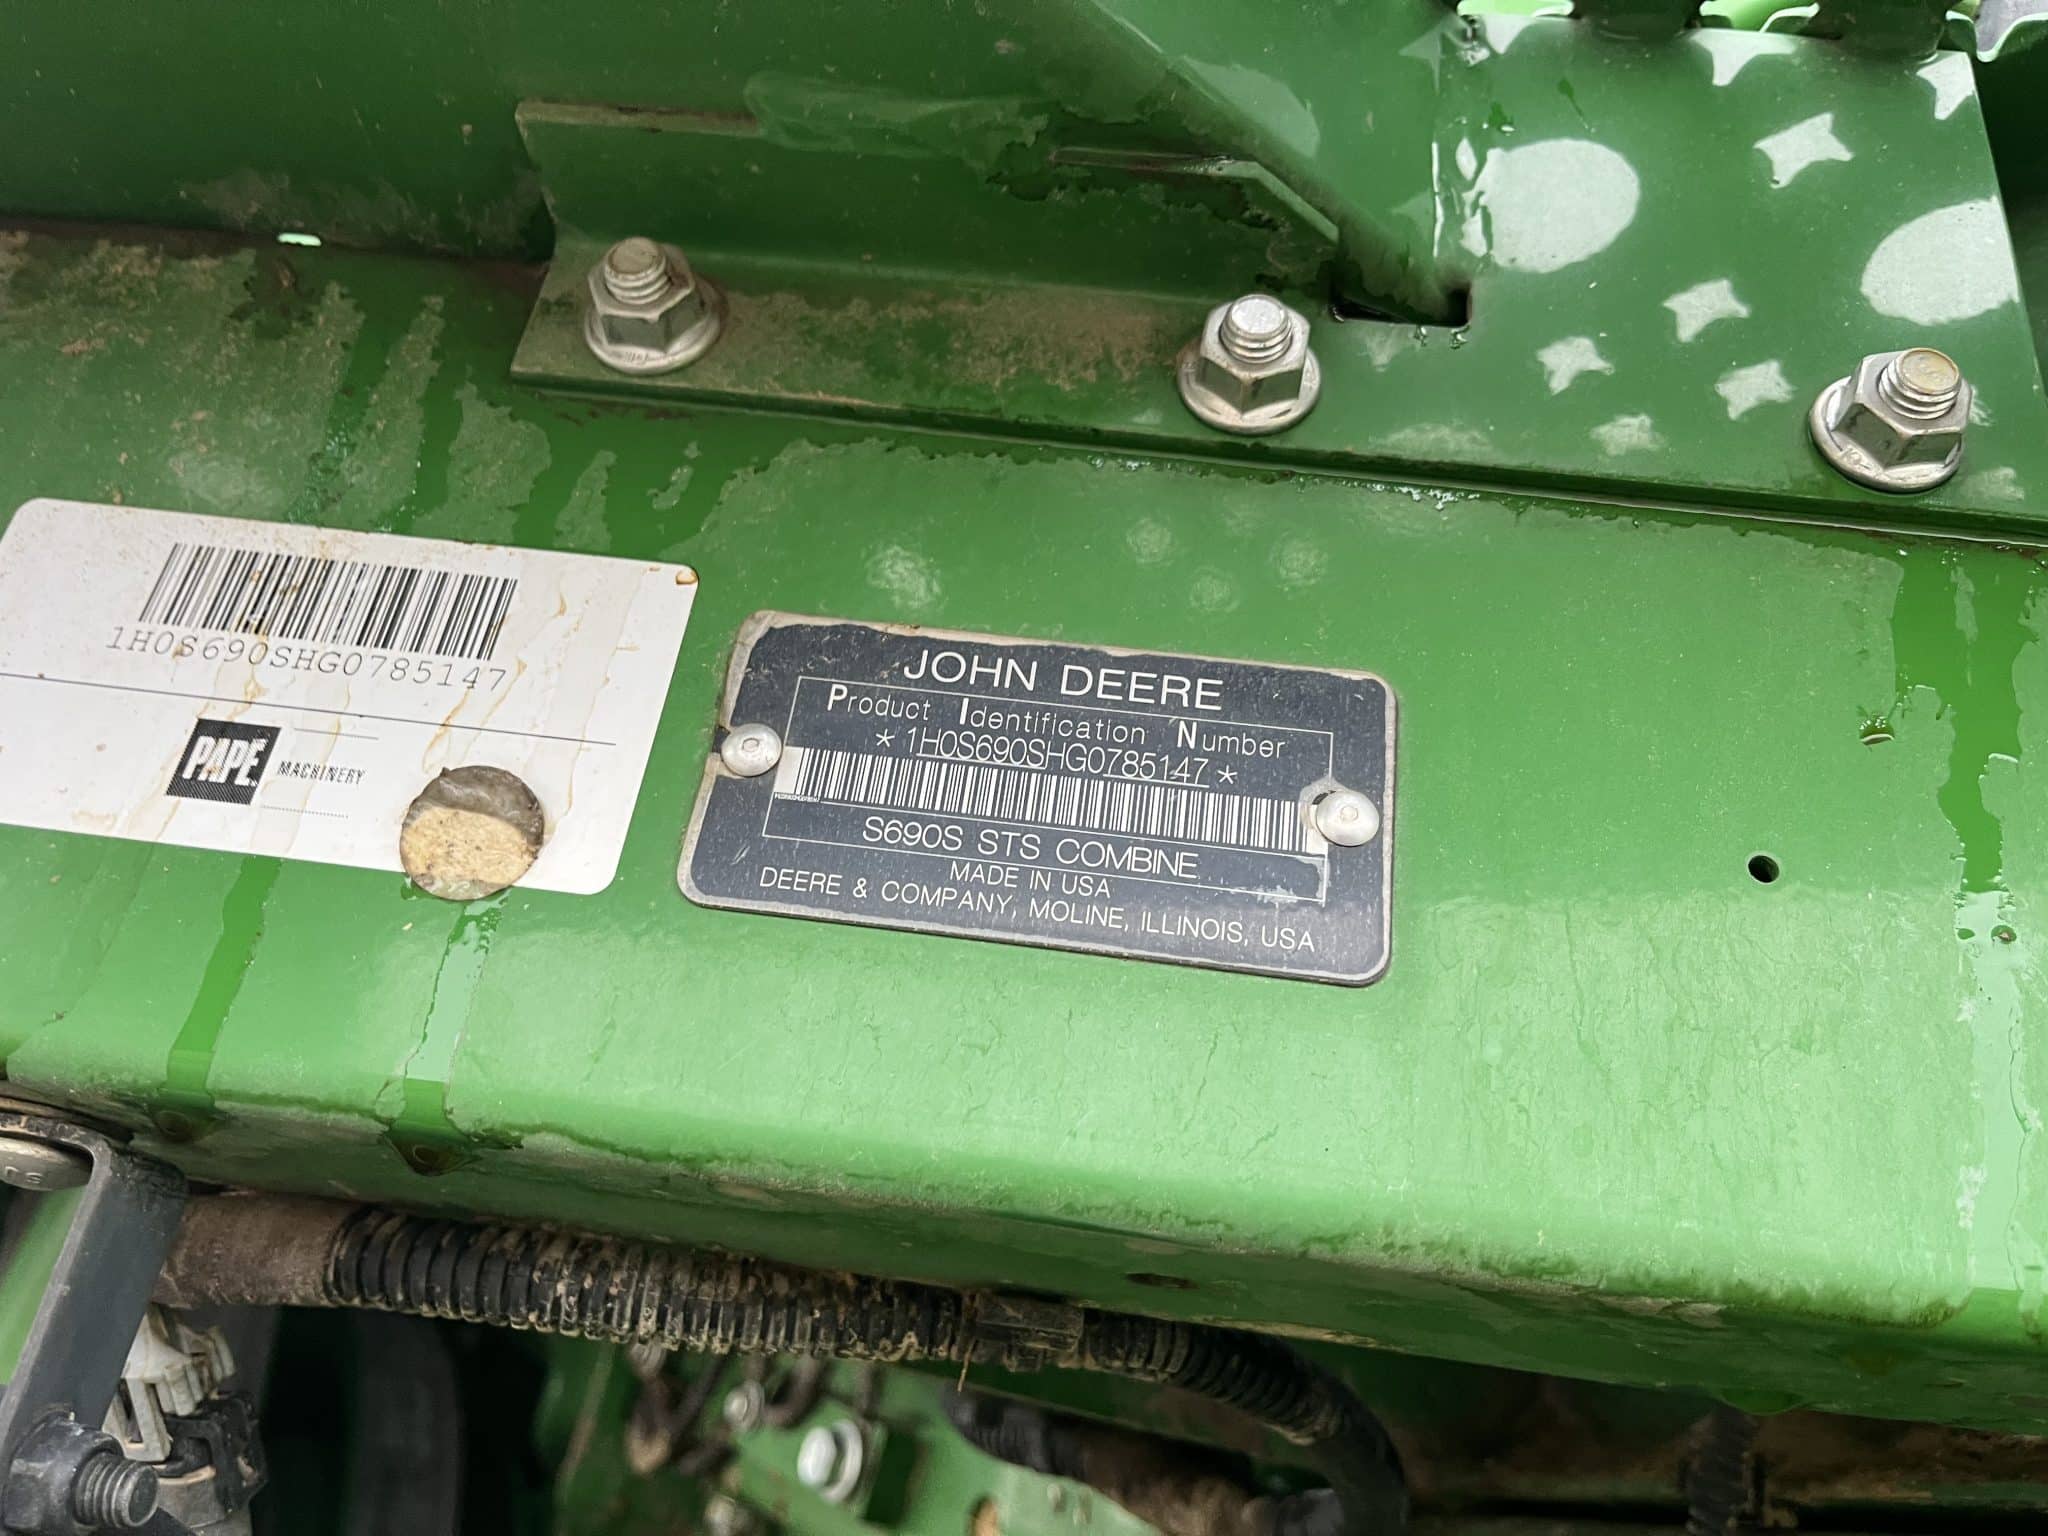 1H0S690SHG0785147
PAPÉ MACHINERY
JOHN DEERE
Product Identification Number
* 1H0S690SHG0785147 *
S690S STS COMBINE
MADE IN USA
DEERE & COMPANY, MOLINE, ILLINOIS, USA